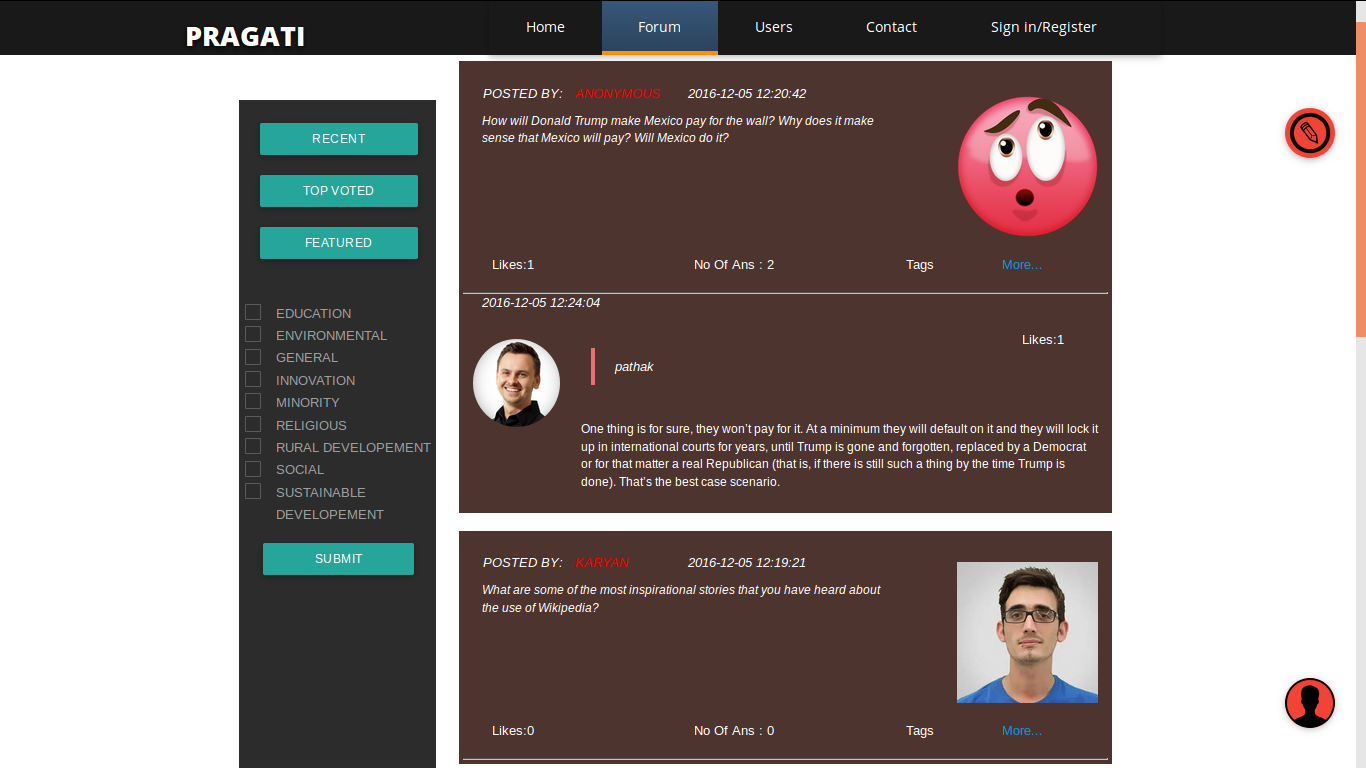 PRAGATI
Home
Forum
Users
Contact
Sign in/Register
RECENT
TOP VOTED
FEATURED
EDUCATION
ENVIRONMENTAL
GENERAL
INNOVATION
MINORITY
RELIGIOUS
RURAL DEVELOPEMENT
SOCIAL
SUSTAINABLE
DEVELOPEMENT
SUBMIT
POSTED BY: ANONYMOUS 2016-12-05 12:20:42
How will Donald Trump make Mexico pay for the wall? Why does it make
sense that Mexico will pay? Will Mexico do it?
Likes:1 No Of Ans : 2 Tags More...
2016-12-05 12:24:04
Likes:1
pathak
One thing is for sure, they won’t pay for it. At a minimum they will default on it and they will lock it
up in international courts for years, until Trump is gone and forgotten, replaced by a Democrat
or for that matter a real Republican (that is, if there is still such a thing by the time Trump is
done). That’s the best case scenario.
POSTED BY: KARYAN 2016-12-05 12:19:21
What are some of the most inspirational stories that you have heard about
the use of Wikipedia?
Likes:0 No Of Ans : 0 Tags More...